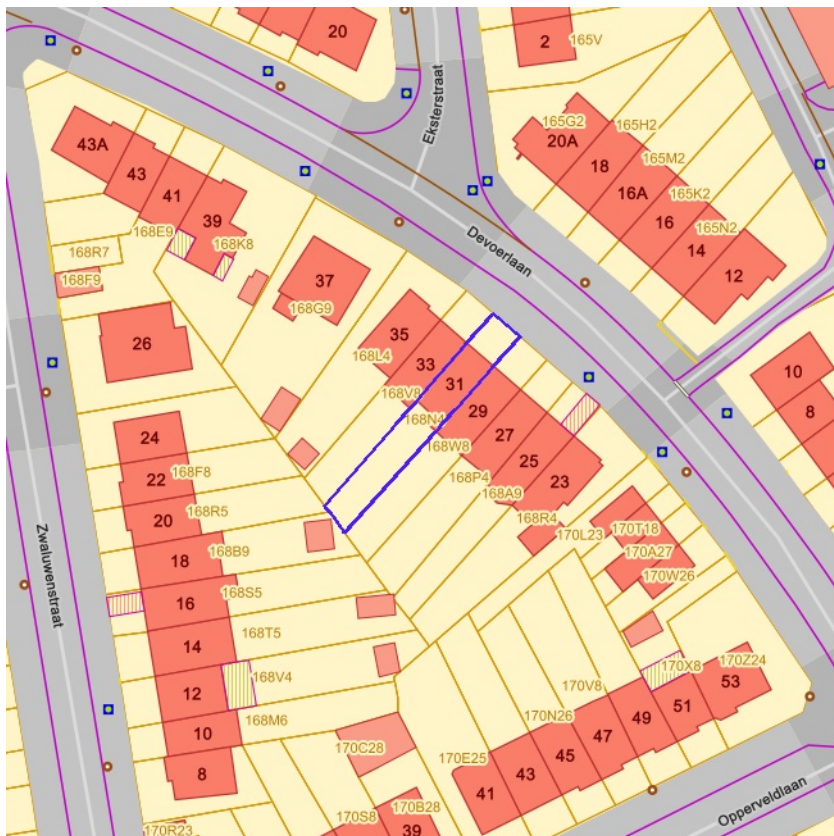 20
2
165V
Eksterstraat
165G2
20A
165H2
18
165M2
16A
165K2
16
165N2
14
12
43A
43
41
39
168E9
168K8
168R7
168F9
Devoerlaan
37
168G9
26
35
168L4
33
168V8
31
168N4
29
168W8
27
168P4
25
168A9
23
168R4
10
8
24
22
168F8
20
168R5
18
168B9
16
168S5
14
168T5
12
168V4
10
168M6
8
Zwaluwenstraat
170L23
170T18
170A27
170W26
170Z24
170X8
53
51
170V8
49
47
170N26
45
43
170E25
41
170C28
170B28
170S8
39
170R23
Opperveldlaan